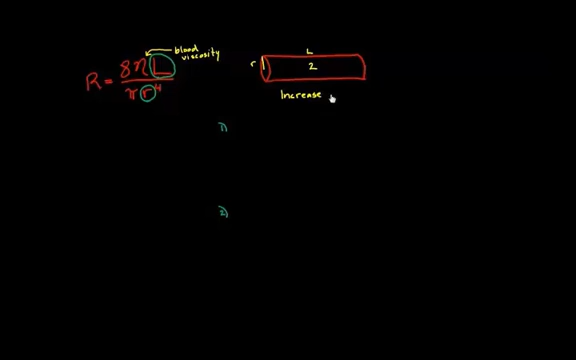 R = 8ηL / πr⁴
blood
viscosity
L
r
2
Increase
1)
2)